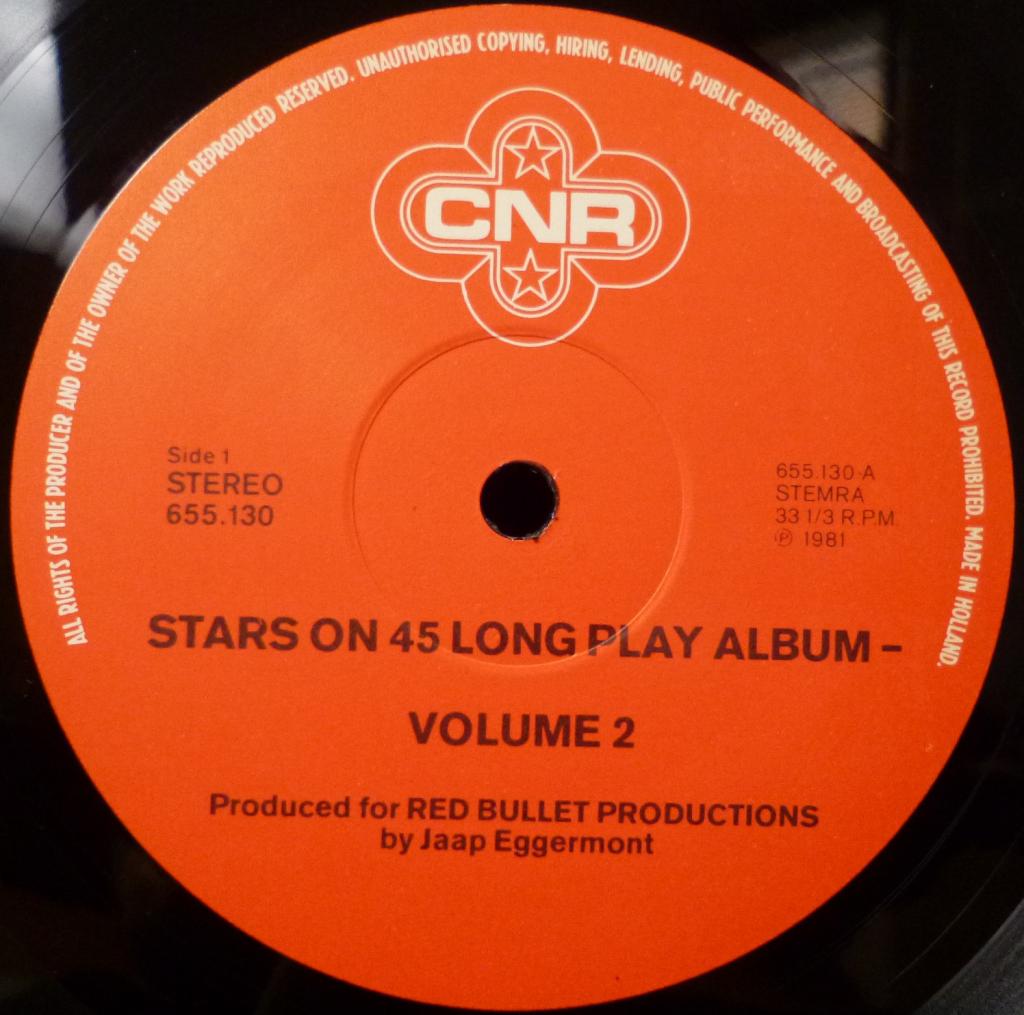 ALL RIGHTS OF THE PRODUCER AND OF THE OWNER OF THE WORK REPRODUCED RESERVED. UNAUTHORISED COPYING, HIRING, LENDING, PUBLIC PERFORMANCE AND BROADCASTING OF THIS RECORD PROHIBITED. MADE IN HOLLAND.
CNR
Side 1
STEREO
655.130
655.130-A
STEMRA
33 1/3 R.P.M.
℗ 1981
STARS ON 45 LONG PLAY ALBUM –
VOLUME 2
Produced for RED BULLET PRODUCTIONS
by Jaap Eggermont